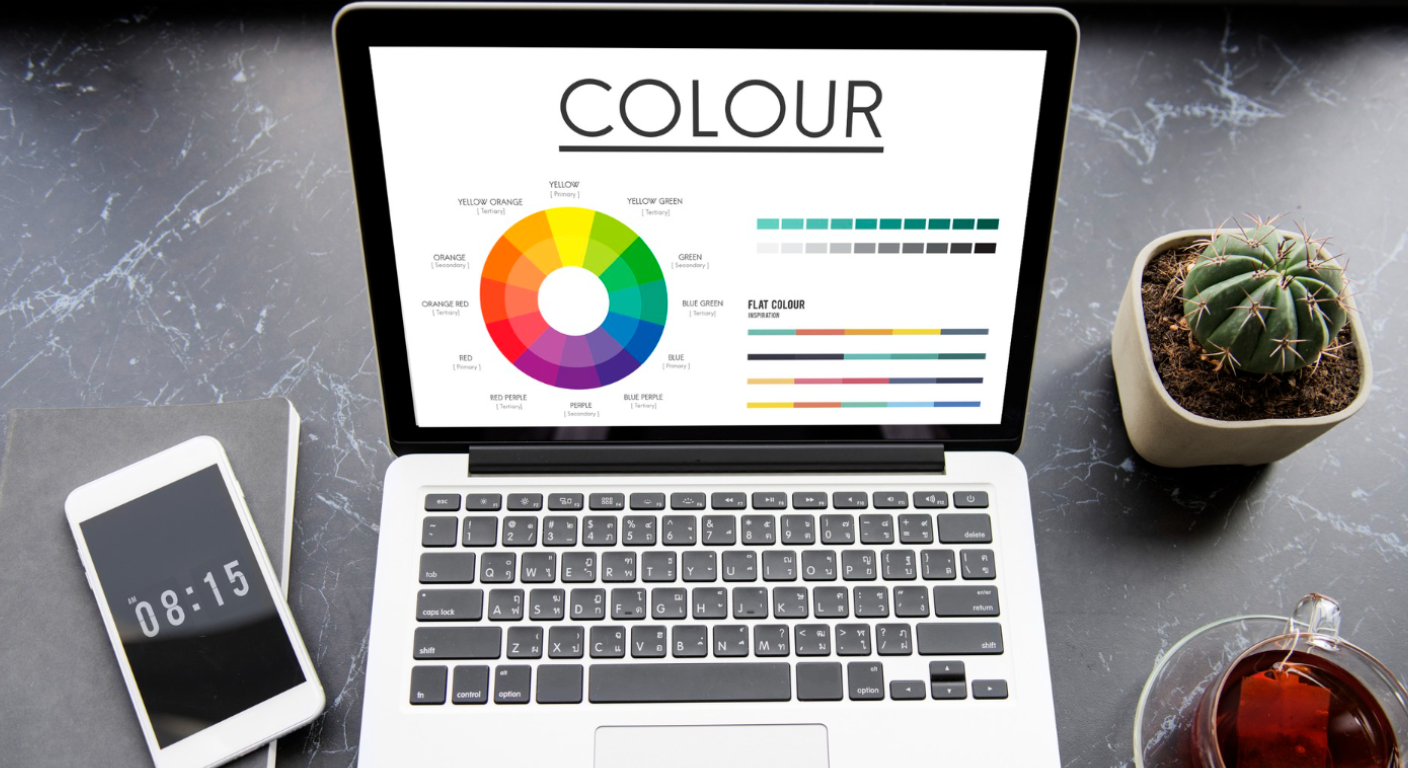 COLOUR
YELLOW
[ Primary ]
YELLOW ORANGE
[ Tertiary]
YELLOW GREEN
[ Tertiary]
ORANGE
[ Secondary ]
GREEN
[ Secondary ]
ORANGE RED
[ Tertiary]
BLUE GREEN
[ Tertiary]
RED
[ Primary ]
BLUE
[ Primary ]
RED PERPLE
[ Tertiary]
PERPLE
[ Secondary ]
BLUE PERPLE
[ Tertiary]
FLAT COLOUR
INSPIRATION
AM
08:15
esc
delete
tab
Q W E R T Y U I O P
caps lock
A S D F G H J K L
enter
return
shift
Z X C V B N M
shift
fn
control
alt
option
alt
option